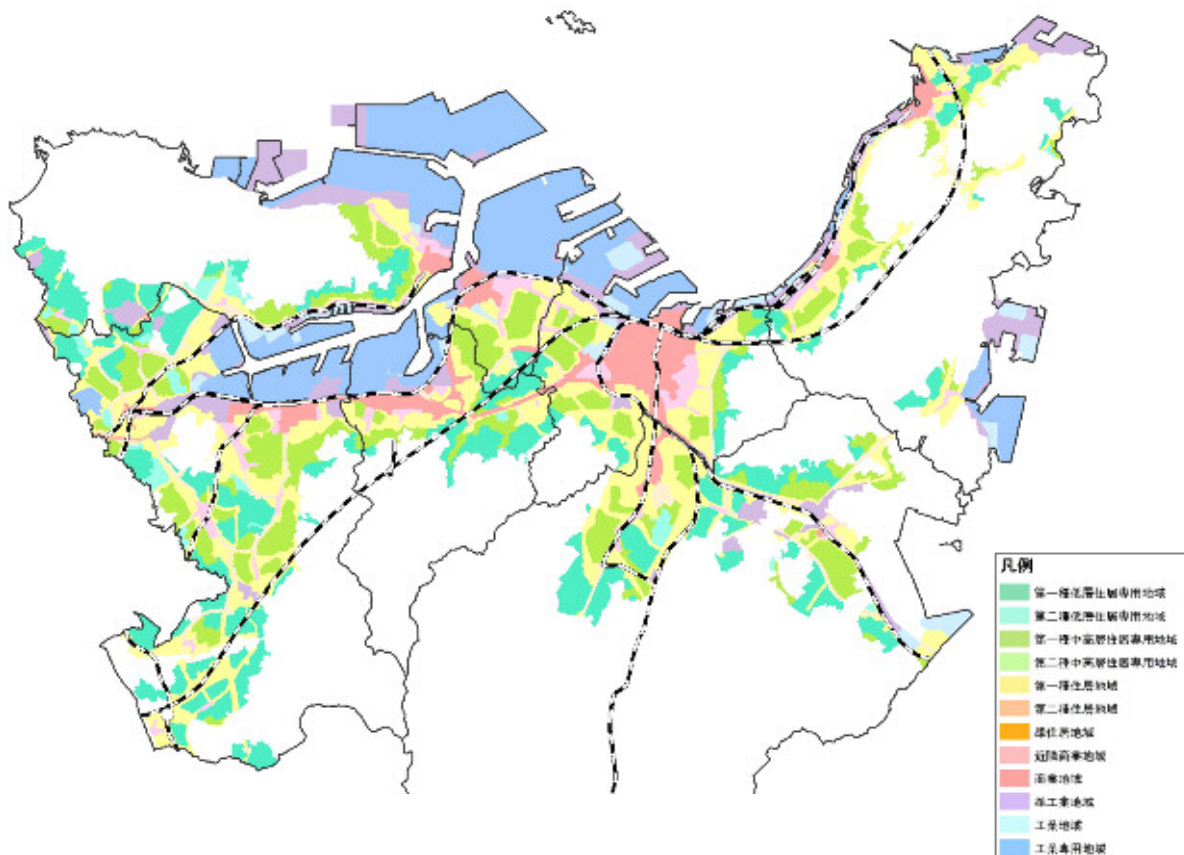 凡例
第一種低層住居専用地域
第二種低層住居専用地域
第一種中高層住居専用地域
第二種中高層住居専用地域
第一種住居地域
第二種住居地域
準住居地域
近隣商業地域
商業地域
準工業地域
工業地域
工業専用地域